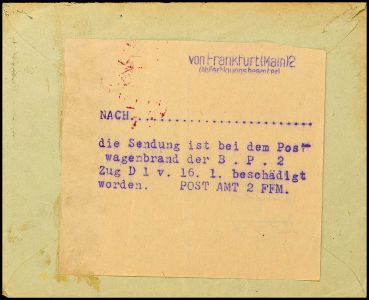 von Frankfurt(Main)2
(Abfertigungsbeamter)
NACH..............................
die Sendung ist bei dem Post
wagenbrand der B . P . 2
Zug D 1 v. 16. 1. beschädigt
worden. POST AMT 2 FFM.